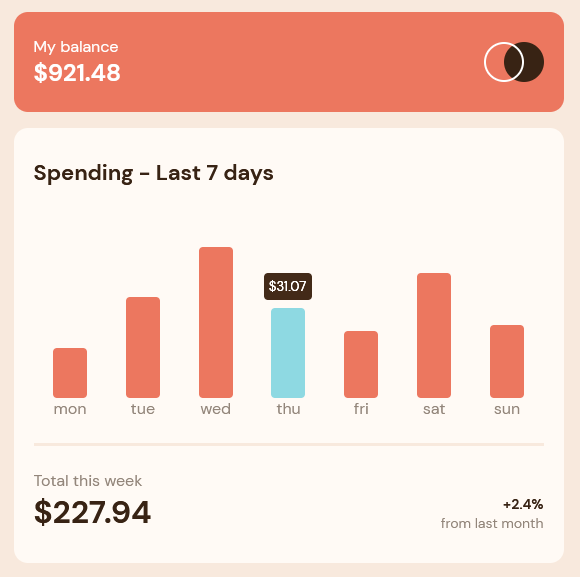 My balance
$921.48
Spending - Last 7 days
$31.07
mon tue wed thu fri sat sun
Total this week
$227.94
+2.4%
from last month